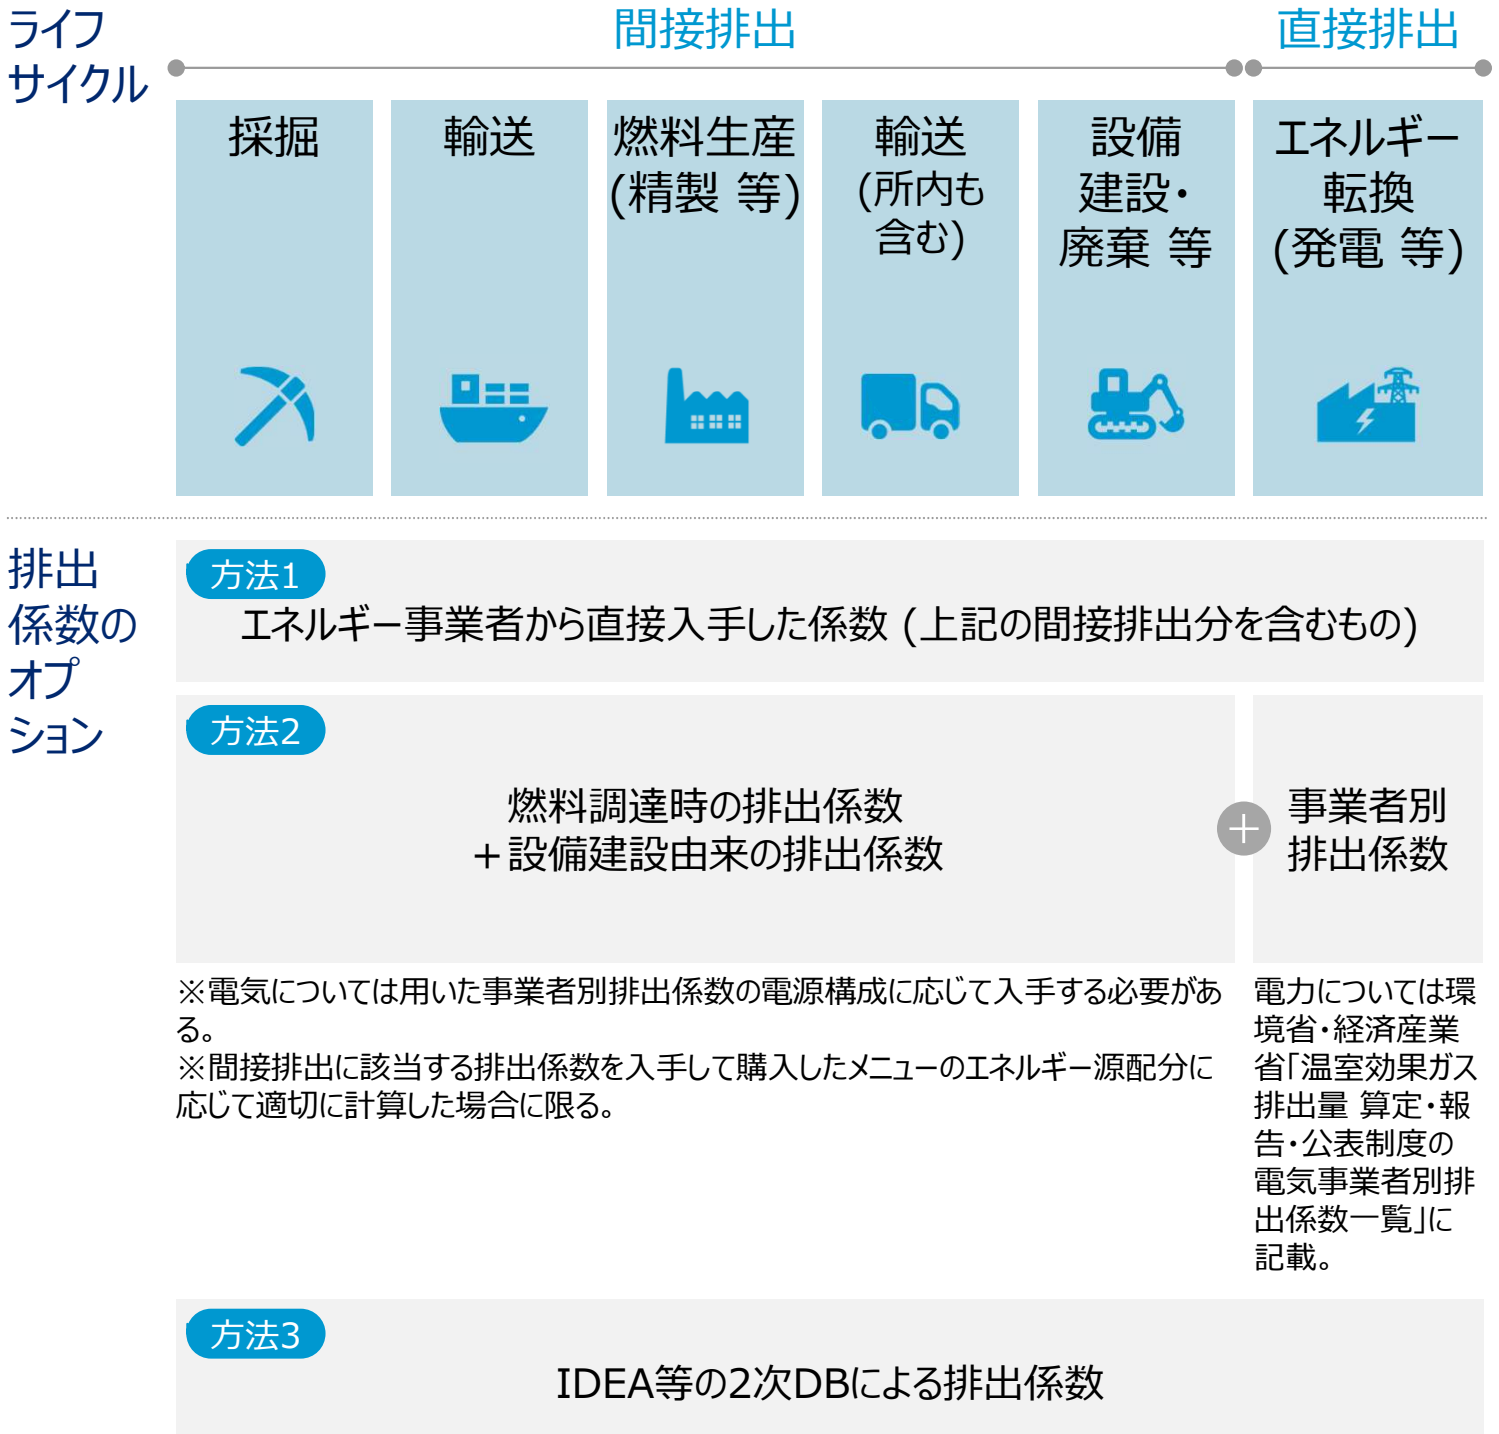 ライフ
サイクル
間接排出
直接排出
採掘
輸送
燃料生産
(精製 等)
輸送
(所内も
含む)
設備
建設・
廃棄 等
エネルギー
転換
(発電 等)
排出
係数の
オプ
ション
方法1
エネルギー事業者から直接入手した係数 (上記の間接排出分を含むもの)
方法2
燃料調達時の排出係数
+設備建設由来の排出係数
+
事業者別
排出係数
※電気については用いた事業者別排出係数の電源構成に応じて入手する必要があ
る。
※間接排出に該当する排出係数を入手して購入したメニューのエネルギー源配分に
応じて適切に計算した場合に限る。
電力については環
境省・経済産業
省「温室効果ガス
排出量 算定・報
告・公表制度の
電気事業者別排
出係数一覧」に
記載。
方法3
IDEA等の2次DBによる排出係数